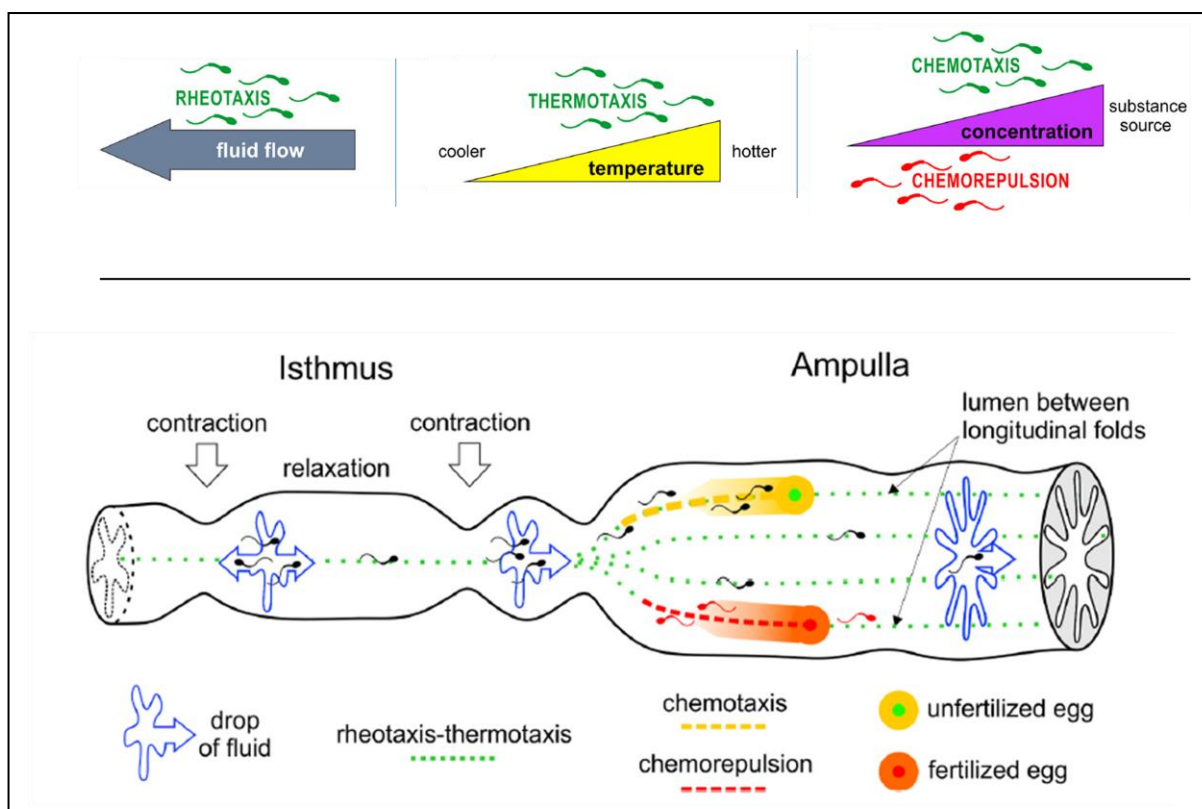 RHEOTAXIS
fluid flow
THERMOTAXIS
cooler
temperature
hotter
CHEMOTAXIS
concentration
substance
source
CHEMOREPULSION
Isthmus
Ampulla
contraction
contraction
relaxation
lumen between
longitudinal folds
drop
of fluid
rheotaxis-thermotaxis
chemotaxis
chemorepulsion
unfertilized egg
fertilized egg